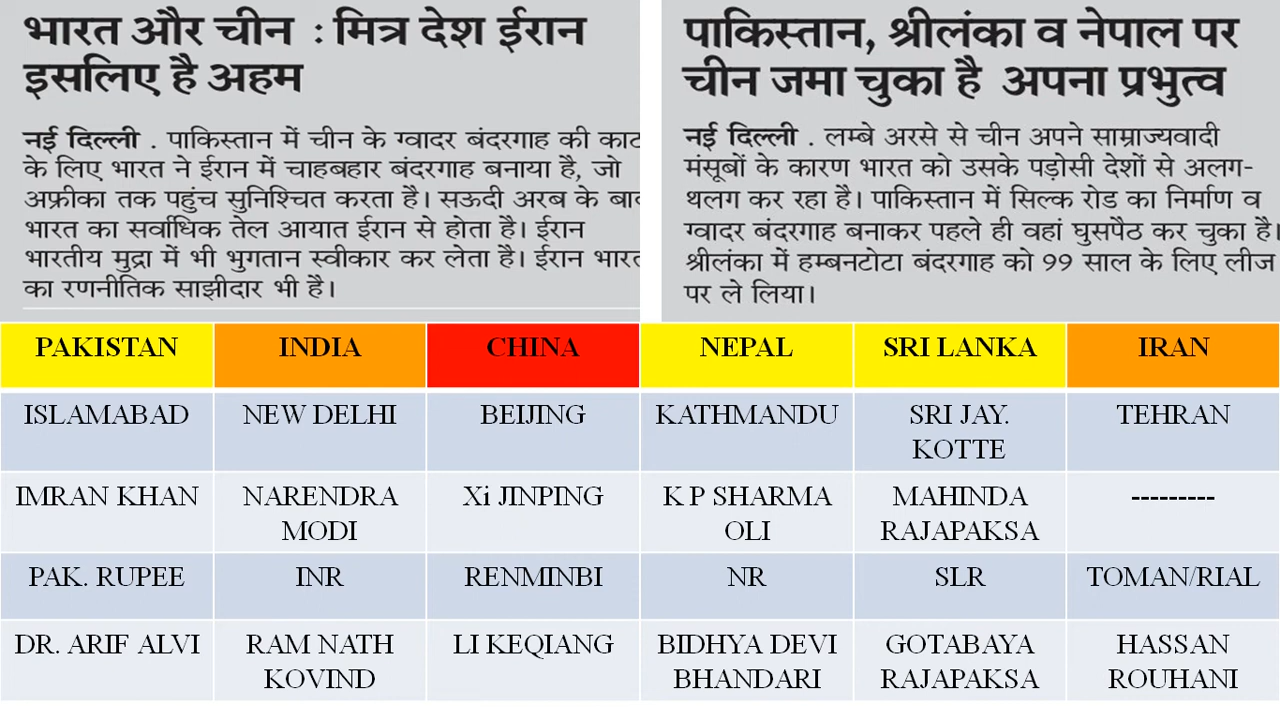 भारत और चीन : मित्र देश ईरान
इसलिए है अहम
नई दिल्ली . पाकिस्तान में चीन के ग्वादर बंदरगाह की काट
के लिए भारत ने ईरान में चाहबहार बंदरगाह बनाया है, जो
अफ्रीका तक पहुंच सुनिश्चित करता है। सऊदी अरब के बाद
भारत का सर्वाधिक तेल आयात ईरान से होता है। ईरान
भारतीय मुद्रा में भी भुगतान स्वीकार कर लेता है। ईरान भारत
का रणनीतिक साझीदार भी है।
पाकिस्तान, श्रीलंका व नेपाल पर
चीन जमा चुका है अपना प्रभुत्व
नई दिल्ली . लम्बे अरसे से चीन अपने साम्राज्यवादी
मंसूबों के कारण भारत को उसके पड़ोसी देशों से अलग-
थलग कर रहा है। पाकिस्तान में सिल्क रोड का निर्माण व
ग्वादर बंदरगाह बनाकर पहले ही वहां घुसपैठ कर चुका है।
श्रीलंका में हम्बनटोटा बंदरगाह को 99 साल के लिए लीज
पर ले लिया।
PAKISTAN INDIA CHINA NEPAL SRI LANKA IRAN
ISLAMABAD NEW DELHI BEIJING KATHMANDU SRI JAY. TEHRAN
KOTTE
IMRAN KHAN NARENDRA Xi JINPING K P SHARMA MAHINDA ---------
MODI OLI RAJAPAKSA
PAK. RUPEE INR RENMINBI NR SLR TOMAN/RIAL
DR. ARIF ALVI RAM NATH LI KEQIANG BIDHYA DEVI GOTABAYA HASSAN
KOVIND BHANDARI RAJAPAKSA ROUHANI